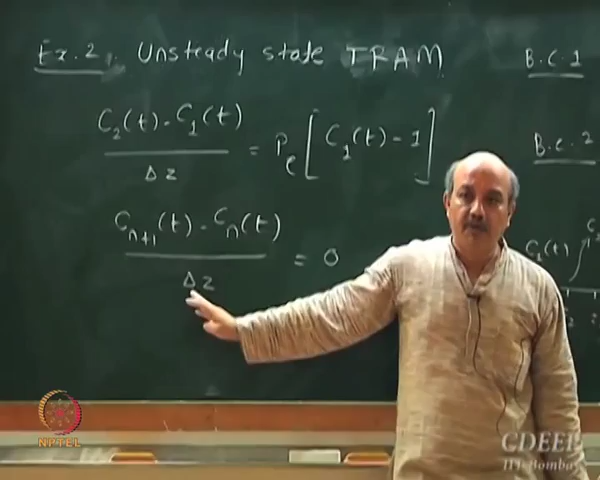 Ex. 2. Unsteady state TRAM
B.C.1
C₂(t) - C₁(t) / Δz = Pe [C₁(t) - 1]
B.C. 2
Cₙ₊₁(t) - Cₙ(t) / Δz = 0
C₁(t)
NPTEL
CDEEP
IIT Bombay